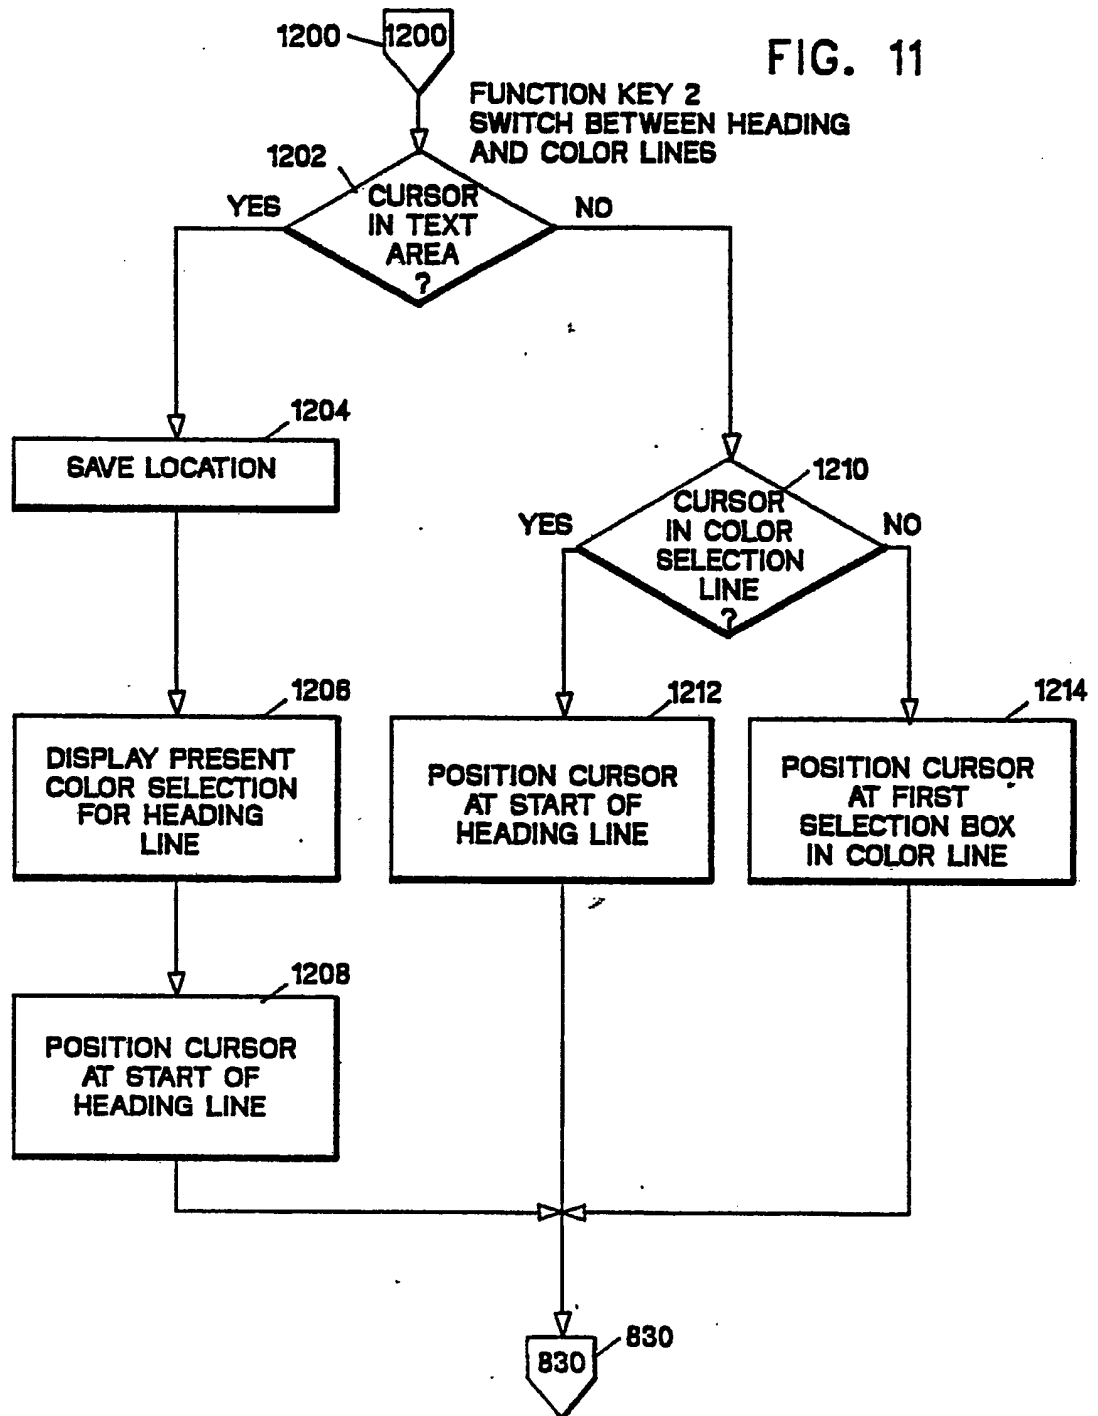 1200
1200
FIG. 11
FUNCTION KEY 2
SWITCH BETWEEN HEADING
AND COLOR LINES
1202
YES
CURSOR
IN TEXT
AREA
?
NO
1204
SAVE LOCATION
1210
YES
CURSOR
IN COLOR
SELECTION
LINE
?
NO
1206
DISPLAY PRESENT
COLOR SELECTION
FOR HEADING
LINE
1212
POSITION CURSOR
AT START OF
HEADING LINE
1214
POSITION CURSOR
AT FIRST
SELECTION BOX
IN COLOR LINE
1208
POSITION CURSOR
AT START OF
HEADING LINE
830
830